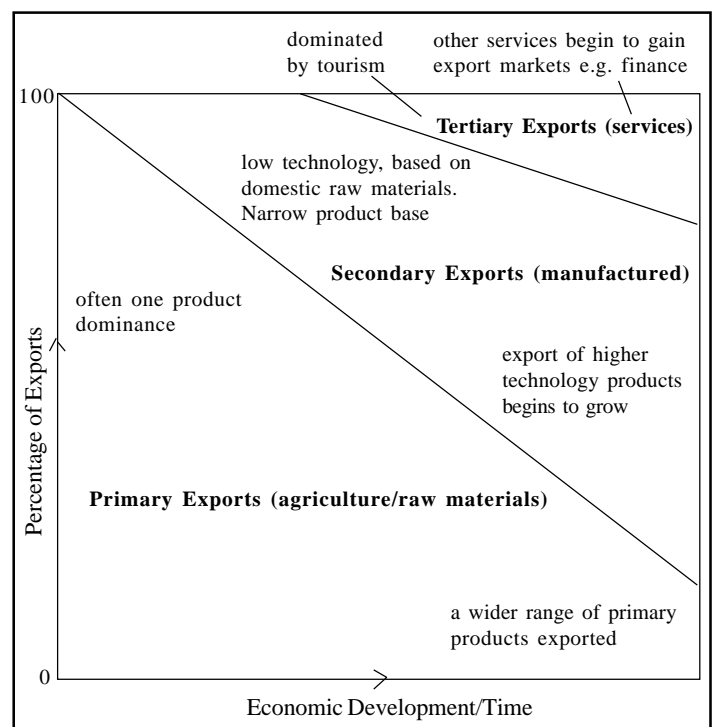 dominated
by tourism
other services begin to gain
export markets e.g. finance
100
Tertiary Exports (services)
low technology, based on
domestic raw materials.
Narrow product base
Secondary Exports (manufactured)
often one product
dominance
export of higher
technology products
begins to grow
Percentage of Exports
Primary Exports (agriculture/raw materials)
a wider range of primary
products exported
0
Economic Development/Time